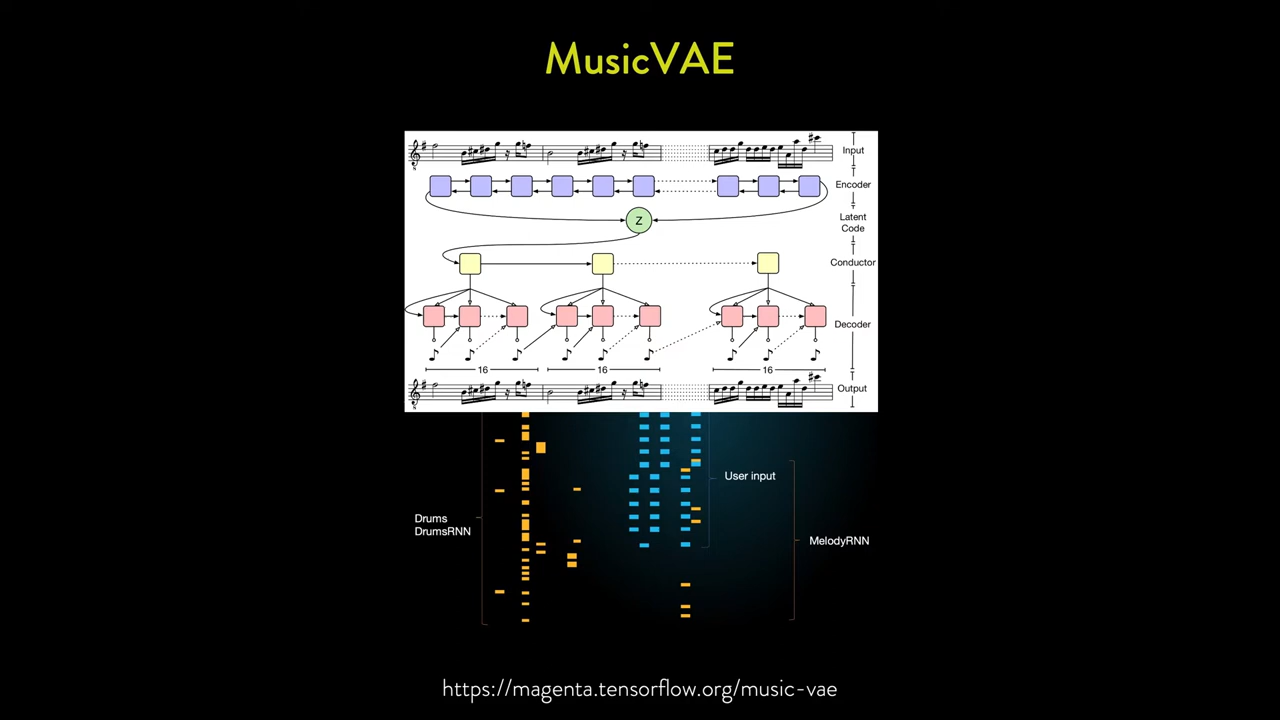 MusicVAE
Input
Encoder
Z
Latent
Code
Conductor
Decoder
16
16
16
Output
User input
Drums
DrumsRNN
MelodyRNN
https://magenta.tensorflow.org/music-vae